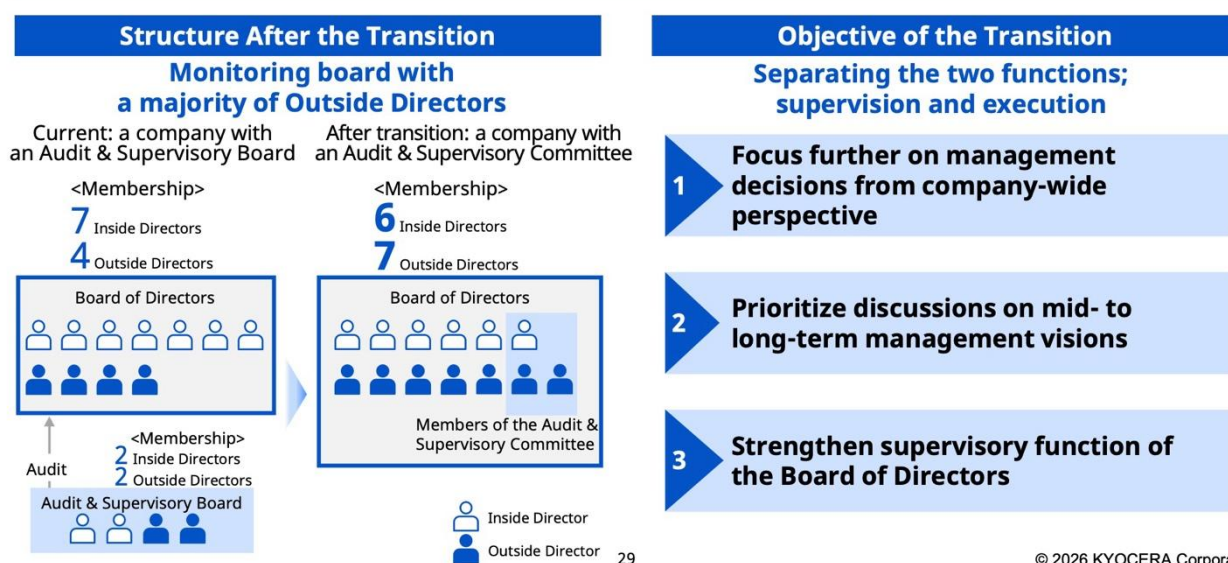 Structure After the Transition
Monitoring board with
a majority of Outside Directors
Current: a company with
an Audit & Supervisory Board
<Membership>
7 Inside Directors
4 Outside Directors
Board of Directors
Audit
<Membership>
2 Inside Directors
2 Outside Directors
Audit & Supervisory Board
After transition: a company with
an Audit & Supervisory Committee
<Membership>
6 Inside Directors
7 Outside Directors
Board of Directors
Members of the Audit &
Supervisory Committee
Inside Director
Outside Director
Objective of the Transition
Separating the two functions;
supervision and execution
1
Focus further on management
decisions from company-wide
perspective
2
Prioritize discussions on mid- to
long-term management visions
3
Strengthen supervisory function of
the Board of Directors
29
© 2026 KYOCERA Corpora